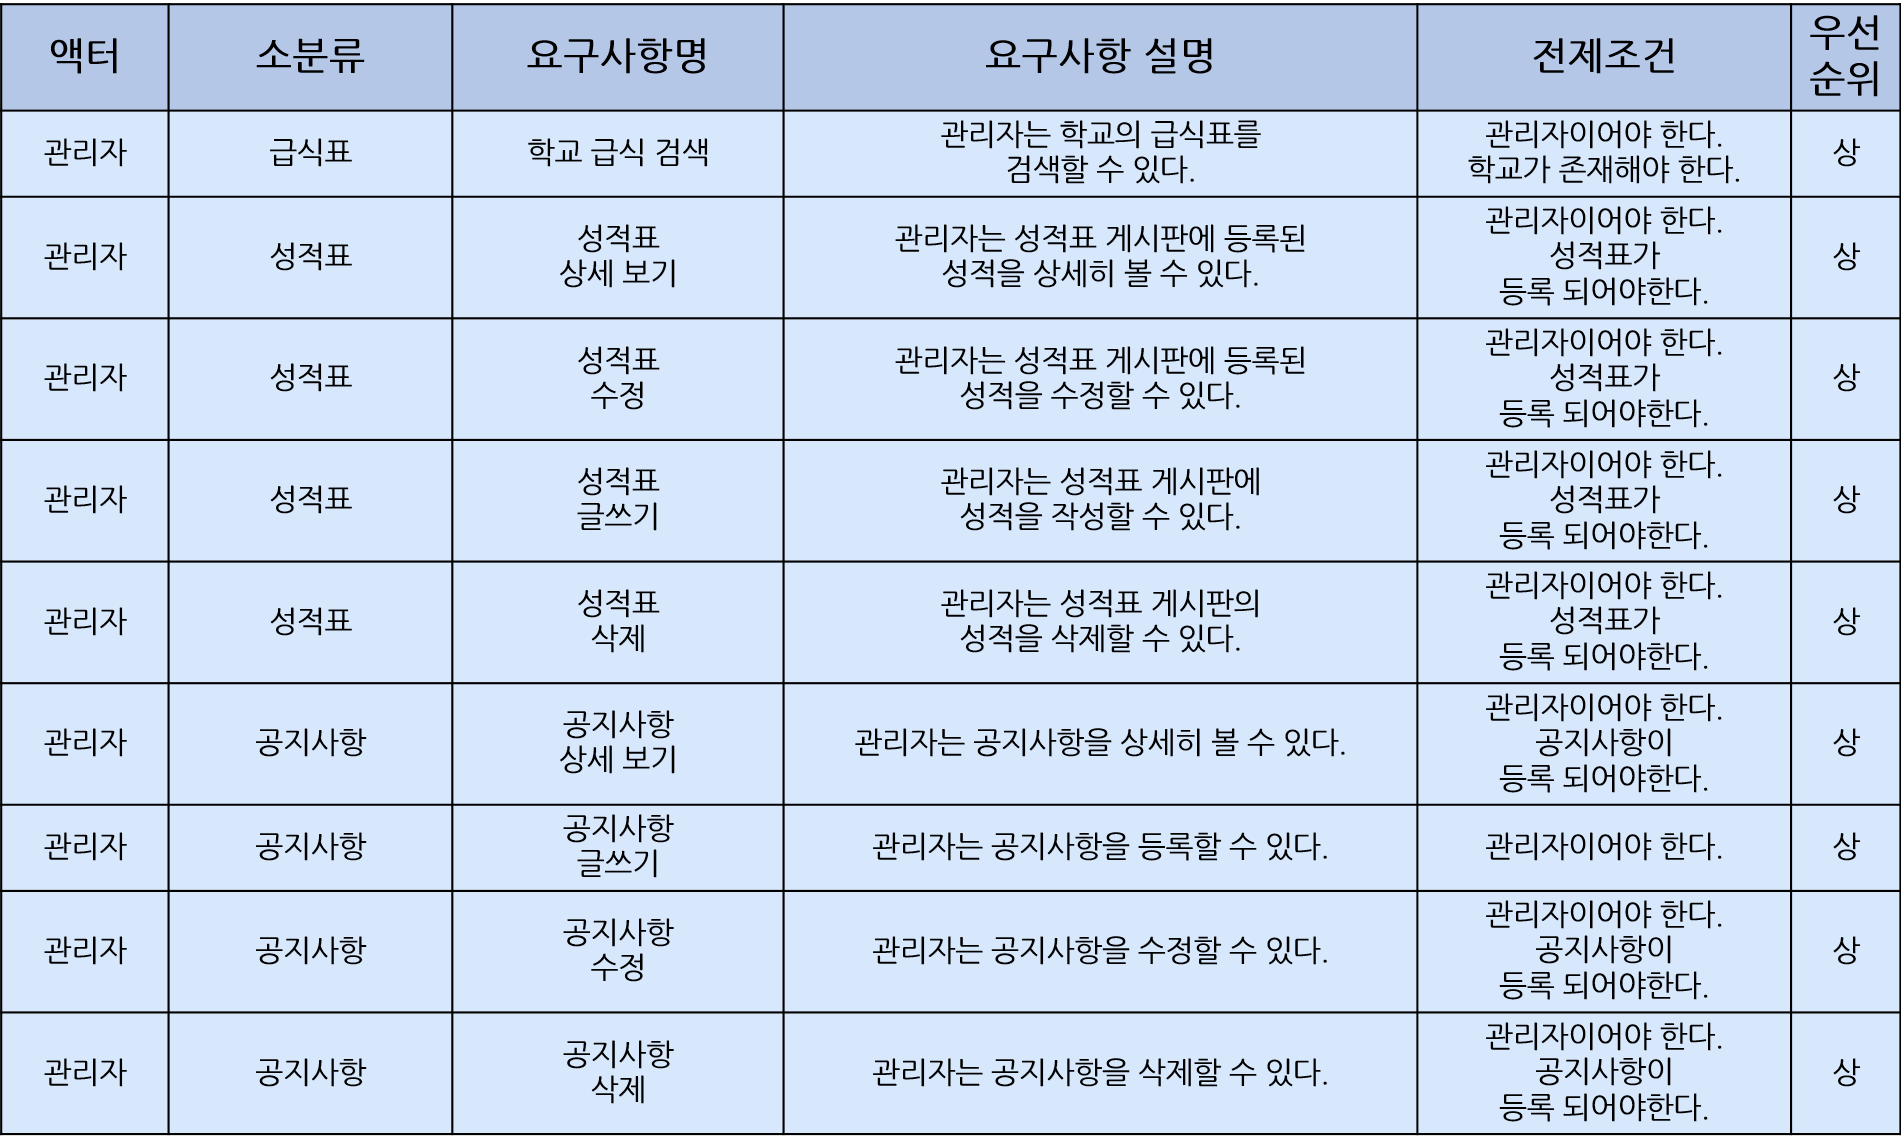 액터 소분류 요구사항명 요구사항 설명 전제조건 우선
순위
관리자 급식표 학교 급식 검색 관리자는 학교의 급식표를
검색할 수 있다. 관리자이어야 한다.
학교가 존재해야 한다. 상
관리자 성적표 성적표
상세 보기 관리자는 성적표 게시판에 등록된
성적을 상세히 볼 수 있다. 관리자이어야 한다.
성적표가
등록 되어야한다. 상
관리자 성적표 성적표
수정 관리자는 성적표 게시판에 등록된
성적을 수정할 수 있다. 관리자이어야 한다.
성적표가
등록 되어야한다. 상
관리자 성적표 성적표
글쓰기 관리자는 성적표 게시판에
성적을 작성할 수 있다. 관리자이어야 한다.
성적표가
등록 되어야한다. 상
관리자 성적표 성적표
삭제 관리자는 성적표 게시판의
성적을 삭제할 수 있다. 관리자이어야 한다.
성적표가
등록 되어야한다. 상
관리자 공지사항 공지사항
상세 보기 관리자는 공지사항을 상세히 볼 수 있다. 관리자이어야 한다.
공지사항이
등록 되어야한다. 상
관리자 공지사항 공지사항
글쓰기 관리자는 공지사항을 등록할 수 있다. 관리자이어야 한다. 상
관리자 공지사항 공지사항
수정 관리자는 공지사항을 수정할 수 있다. 관리자이어야 한다.
공지사항이
등록 되어야한다. 상
관리자 공지사항 공지사항
삭제 관리자는 공지사항을 삭제할 수 있다. 관리자이어야 한다.
공지사항이
등록 되어야한다. 상